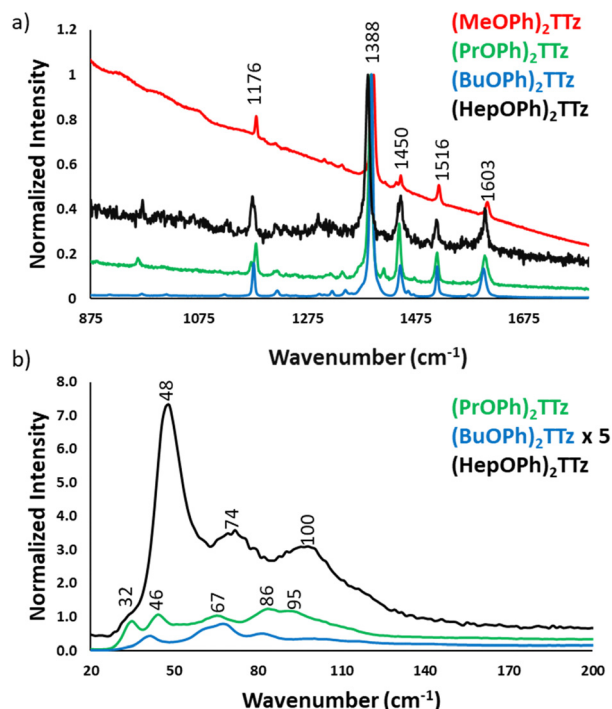 a)
Normalized Intensity
1.2
1
0.8
0.6
0.4
0.2
0
1176
1388
1450
1516
1603
(MeOPh)₂TTz
(PrOPh)₂TTz
(BuOPh)₂TTz
(HepOPh)₂TTz
875 1075 1275 1475 1675
Wavenumber (cm⁻¹)
b)
Normalized Intensity
8.0
7.0
6.0
5.0
4.0
3.0
2.0
1.0
0.0
48
74
100
32
46
67
86
95
(PrOPh)₂TTz
(BuOPh)₂TTz x 5
(HepOPh)₂TTz
20 50 80 110 140 170 200
Wavenumber (cm⁻¹)